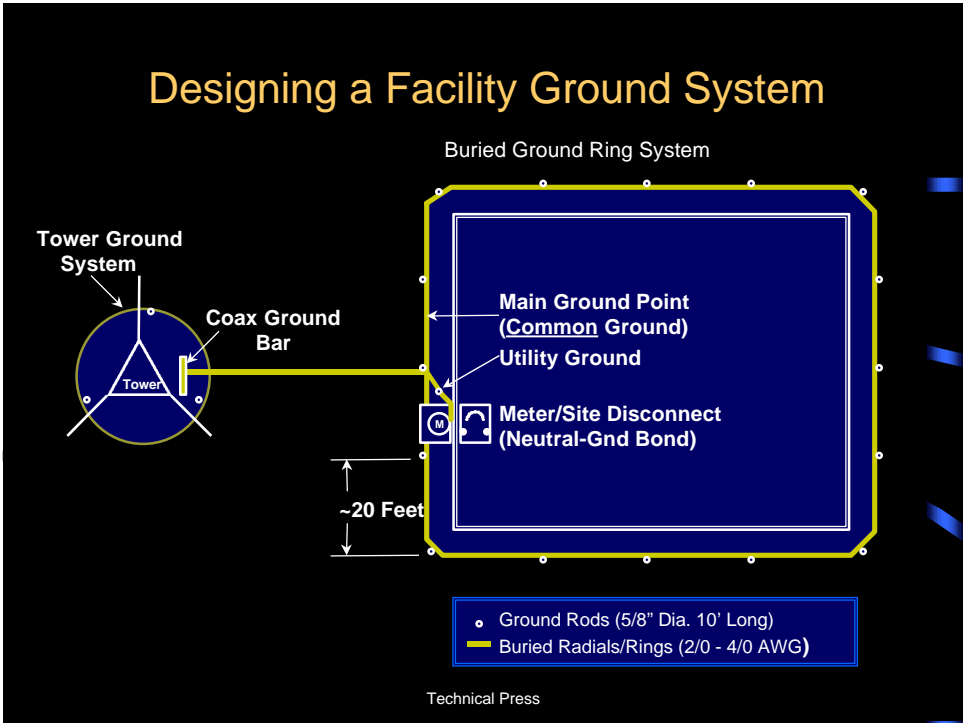 Designing a Facility Ground System
Buried Ground Ring System
Tower Ground
System
Coax Ground
Bar
Tower
Main Ground Point
(Common Ground)
Utility Ground
M
Meter/Site Disconnect
(Neutral-Gnd Bond)
~20 Feet
Ground Rods (5/8” Dia. 10’ Long)
Buried Radials/Rings (2/0 - 4/0 AWG)
Technical Press